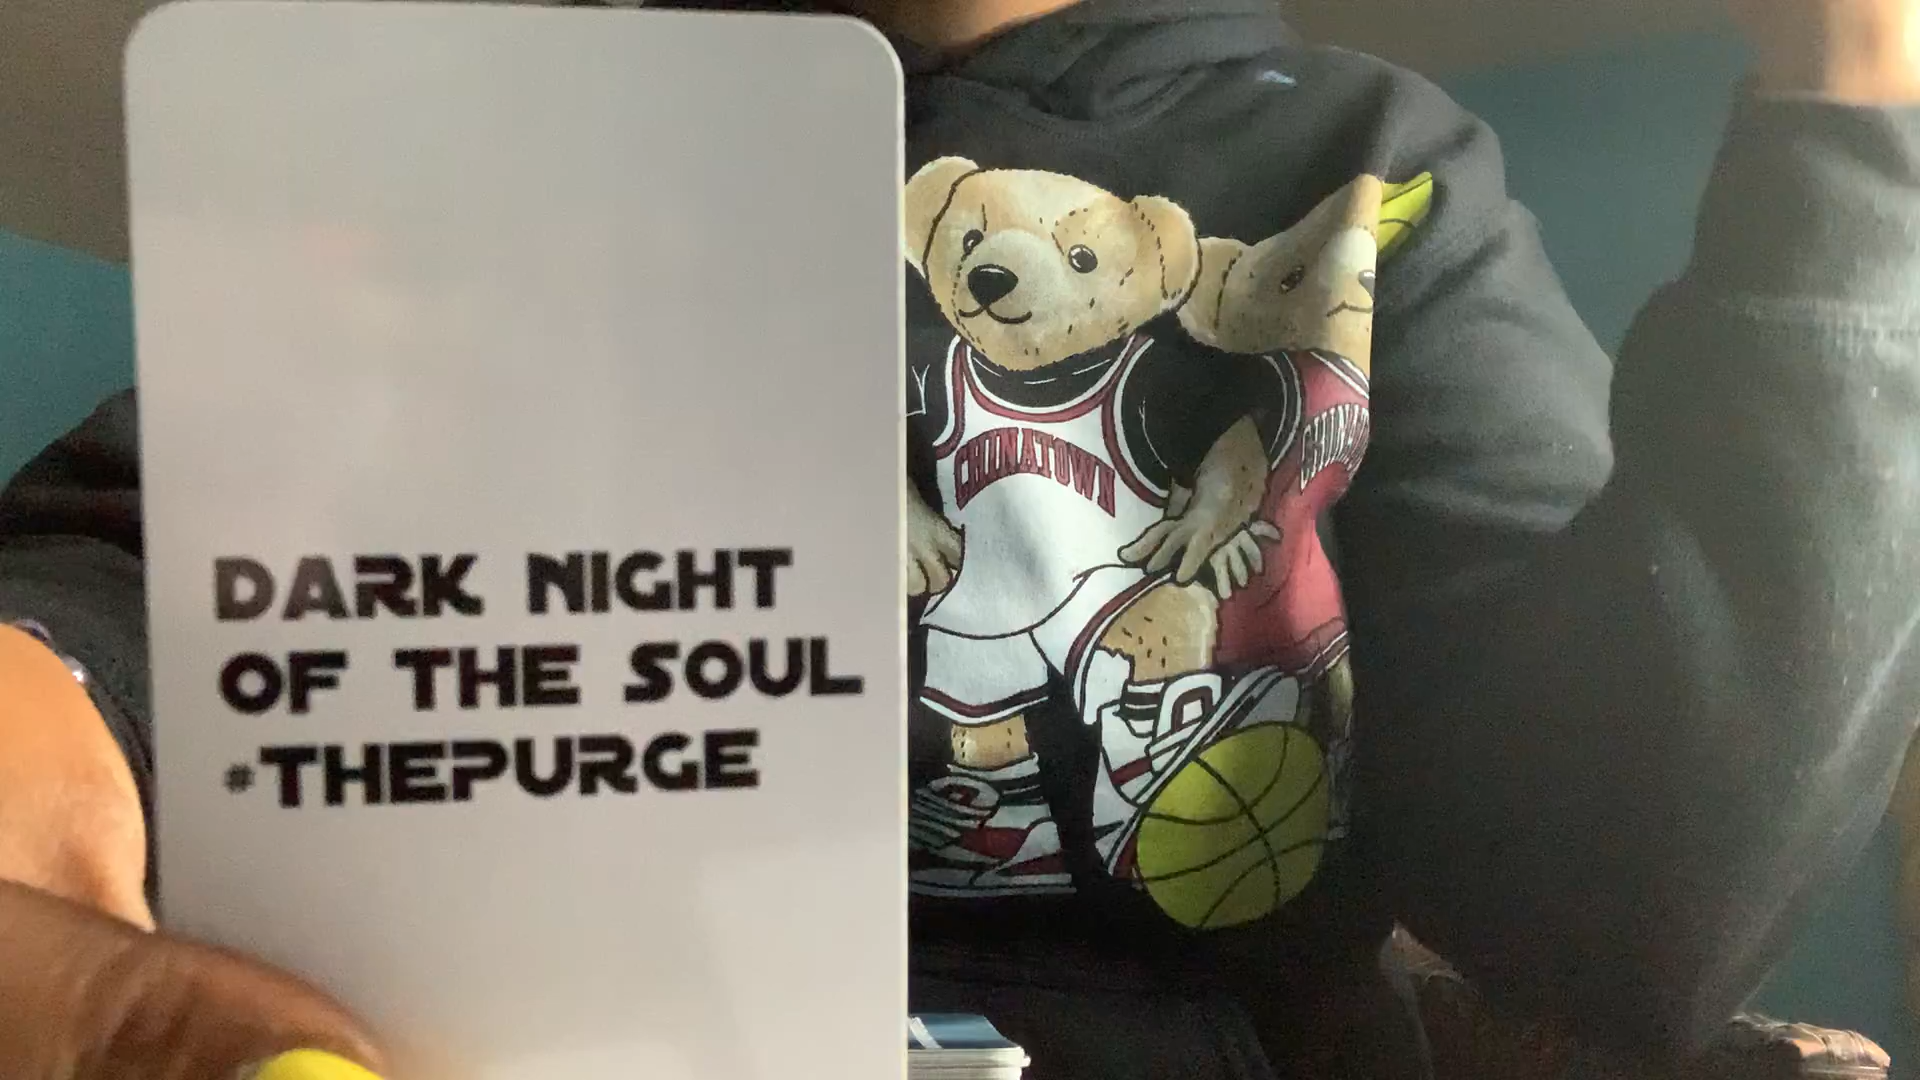 DARK NIGHT
OF THE SOUL
#THEPURGE
CHINATOWN